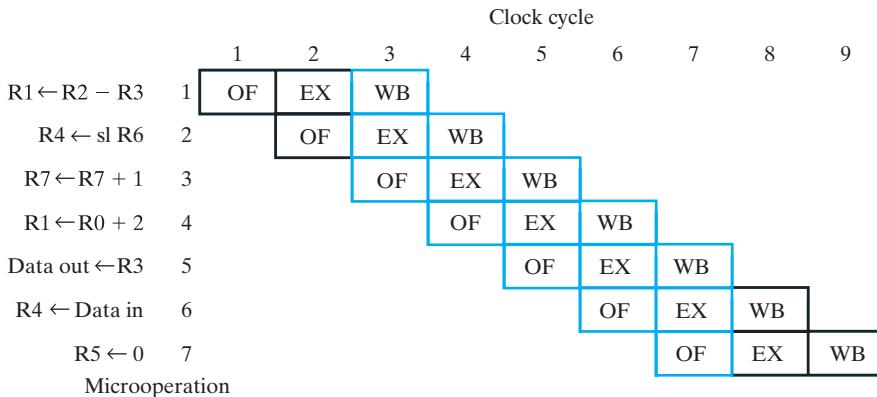 Clock cycle
1 2 3 4 5 6 7 8 9
R1 ← R2 − R3 1 OF EX WB
R4 ← sl R6 2 OF EX WB
R7 ← R7 + 1 3 OF EX WB
R1 ← R0 + 2 4 OF EX WB
Data out ← R3 5 OF EX WB
R4 ← Data in 6 OF EX WB
R5 ← 0 7 OF EX WB
Microoperation